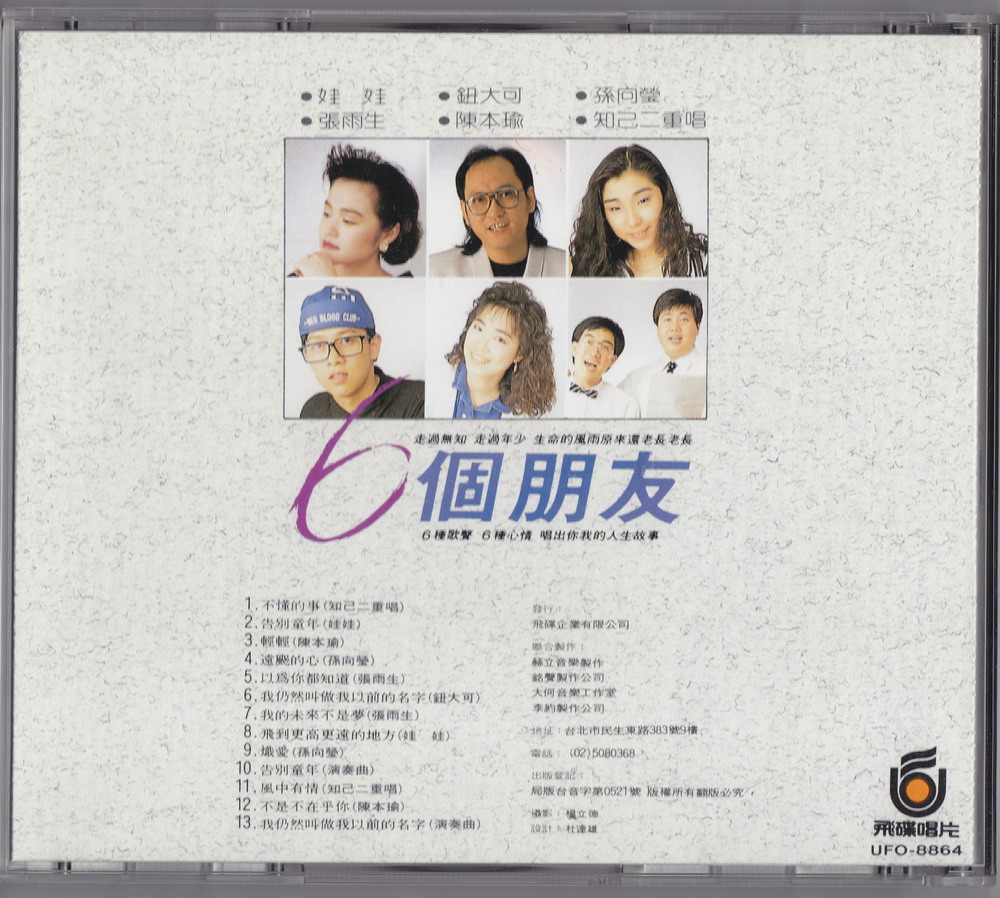 ●娃　娃　●鈕大可　●孫向瑩
●張雨生　●陳本瑜　●知己二重唱
RED BLOOD CLUB
走過無知 走過年少 生命的風雨原來還老長老長
6個朋友
6種歌聲 6種心情 唱出你我的人生故事
1.不懂的事(知己二重唱)
2.告別童年(娃娃)
3.輕輕(陳本瑜)
4.遠颺的心(孫向瑩)
5.以為你都知道(張雨生)
6.我仍然叫做我以前的名字(鈕大可)
7.我的未來不是夢(張雨生)
8.飛到更高更遠的地方(娃　娃)
9.熾愛(孫向瑩)
10.告別童年(演奏曲)
11.風中有情(知己二重唱)
12.不是不在乎你(陳本瑜)
13.我仍然叫做我以前的名字(演奏曲)
發行：
飛碟企業有限公司
聯合製作：
赫立音樂製作
銘聲製作公司
大何音樂工作室
李約製作公司
地址：台北市民生東路383號9樓
電話：(02)5080368
出版登記：
局版台音字第0521號 版權所有翻版必究
攝影：楊立德
設計：杜達雄
飛碟唱片
UFO-8864